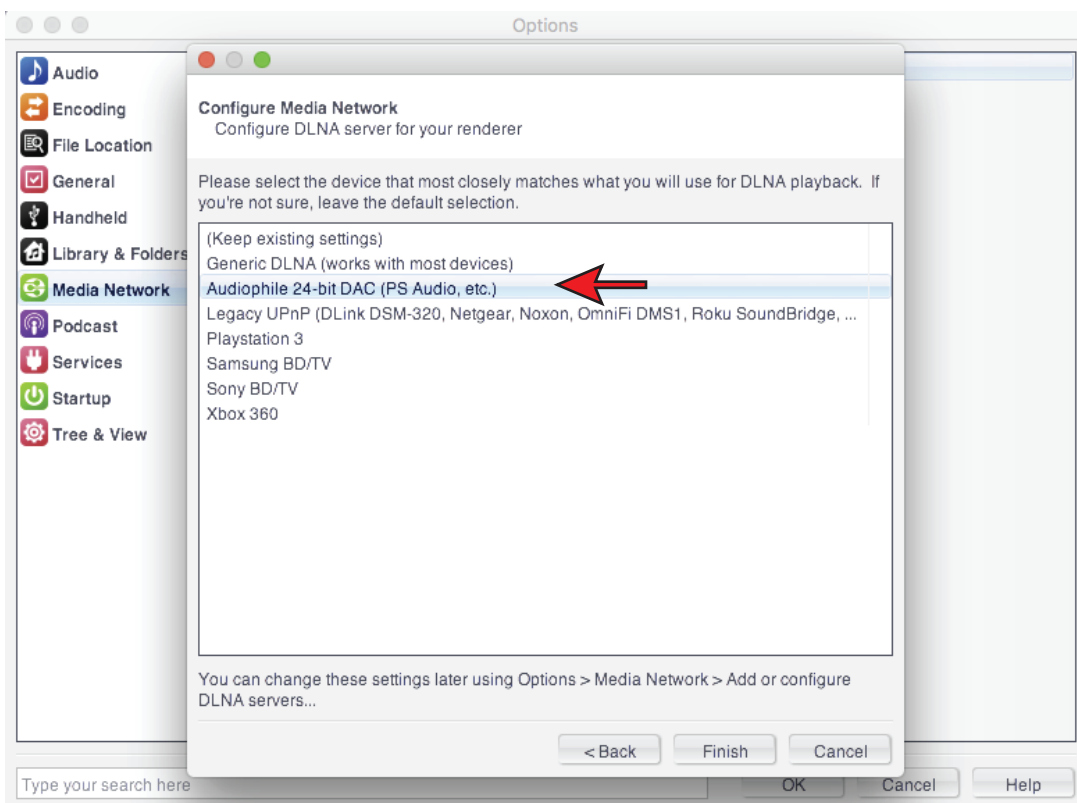 Options
Audio
Encoding
File Location
General
Handheld
Library & Folders
Media Network
Podcast
Services
Startup
Tree & View
Configure Media Network
Configure DLNA server for your renderer
Please select the device that most closely matches what you will use for DLNA playback.  If
you're not sure, leave the default selection.
(Keep existing settings)
Generic DLNA (works with most devices)
Audiophile 24-bit DAC (PS Audio, etc.)
Legacy UPnP (DLink DSM-320, Netgear, Noxon, OmniFi DMS1, Roku SoundBridge, ...
Playstation 3
Samsung BD/TV
Sony BD/TV
Xbox 360
You can change these settings later using Options > Media Network > Add or configure
DLNA servers...
< Back Finish Cancel
Type your search here OK Cancel Help